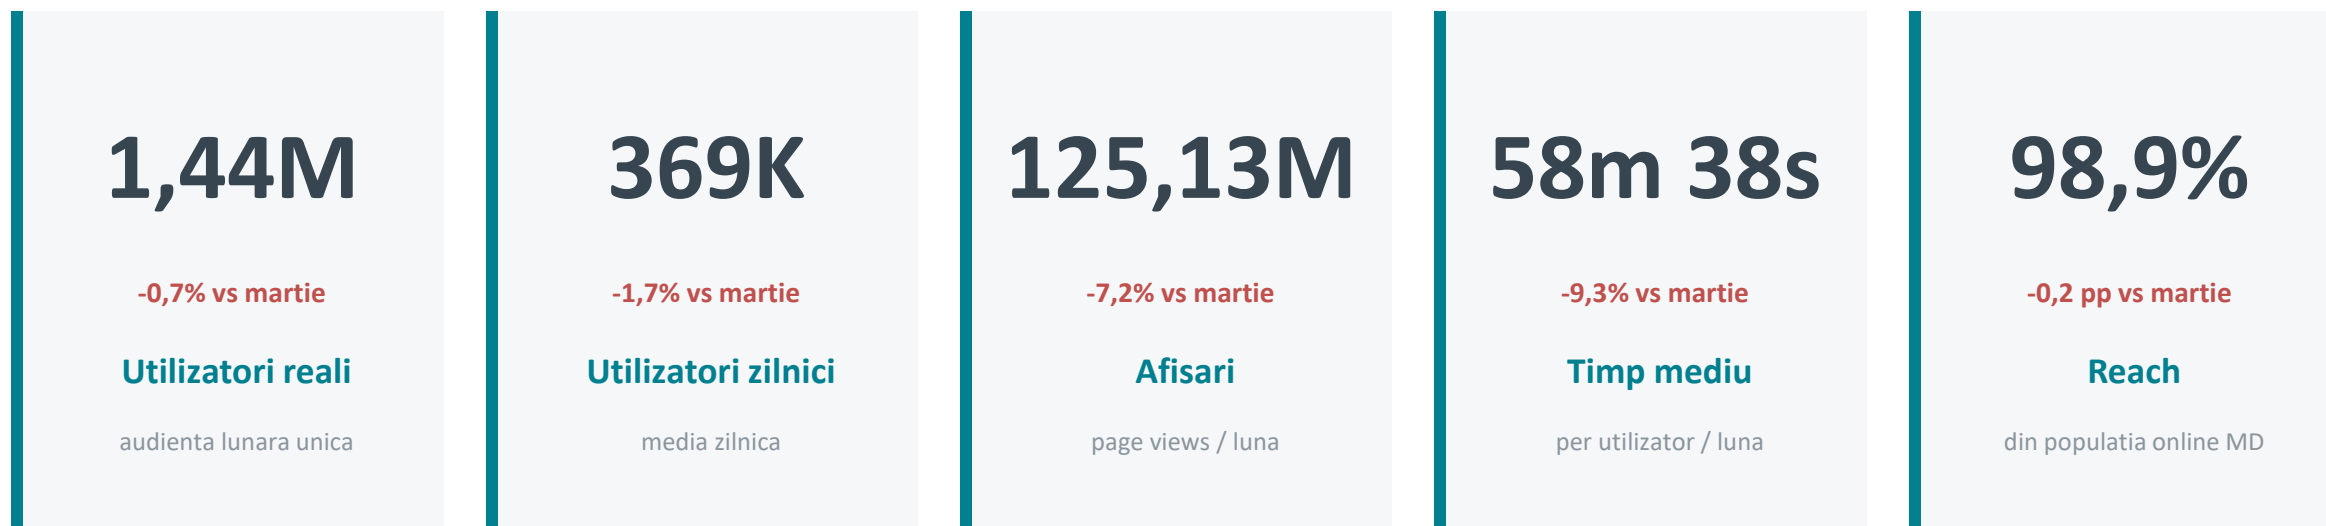 1,44M
-0,7% vs martie
Utilizatori reali
audienta lunara unica
369K
-1,7% vs martie
Utilizatori zilnici
media zilnica
125,13M
-7,2% vs martie
Afisari
page views / luna
58m 38s
-9,3% vs martie
Timp mediu
per utilizator / luna
98,9%
-0,2 pp vs martie
Reach
din populatia online MD